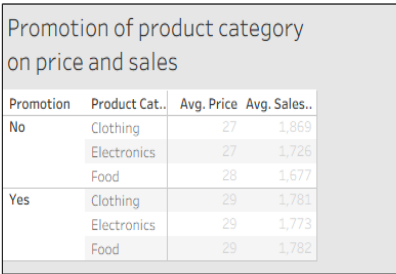 Promotion of product category
on price and sales
Promotion Product Cat.. Avg. Price Avg. Sales..
No Clothing 27 1,869
Electronics 27 1,726
Food 28 1,677
Yes Clothing 29 1,781
Electronics 29 1,773
Food 29 1,782